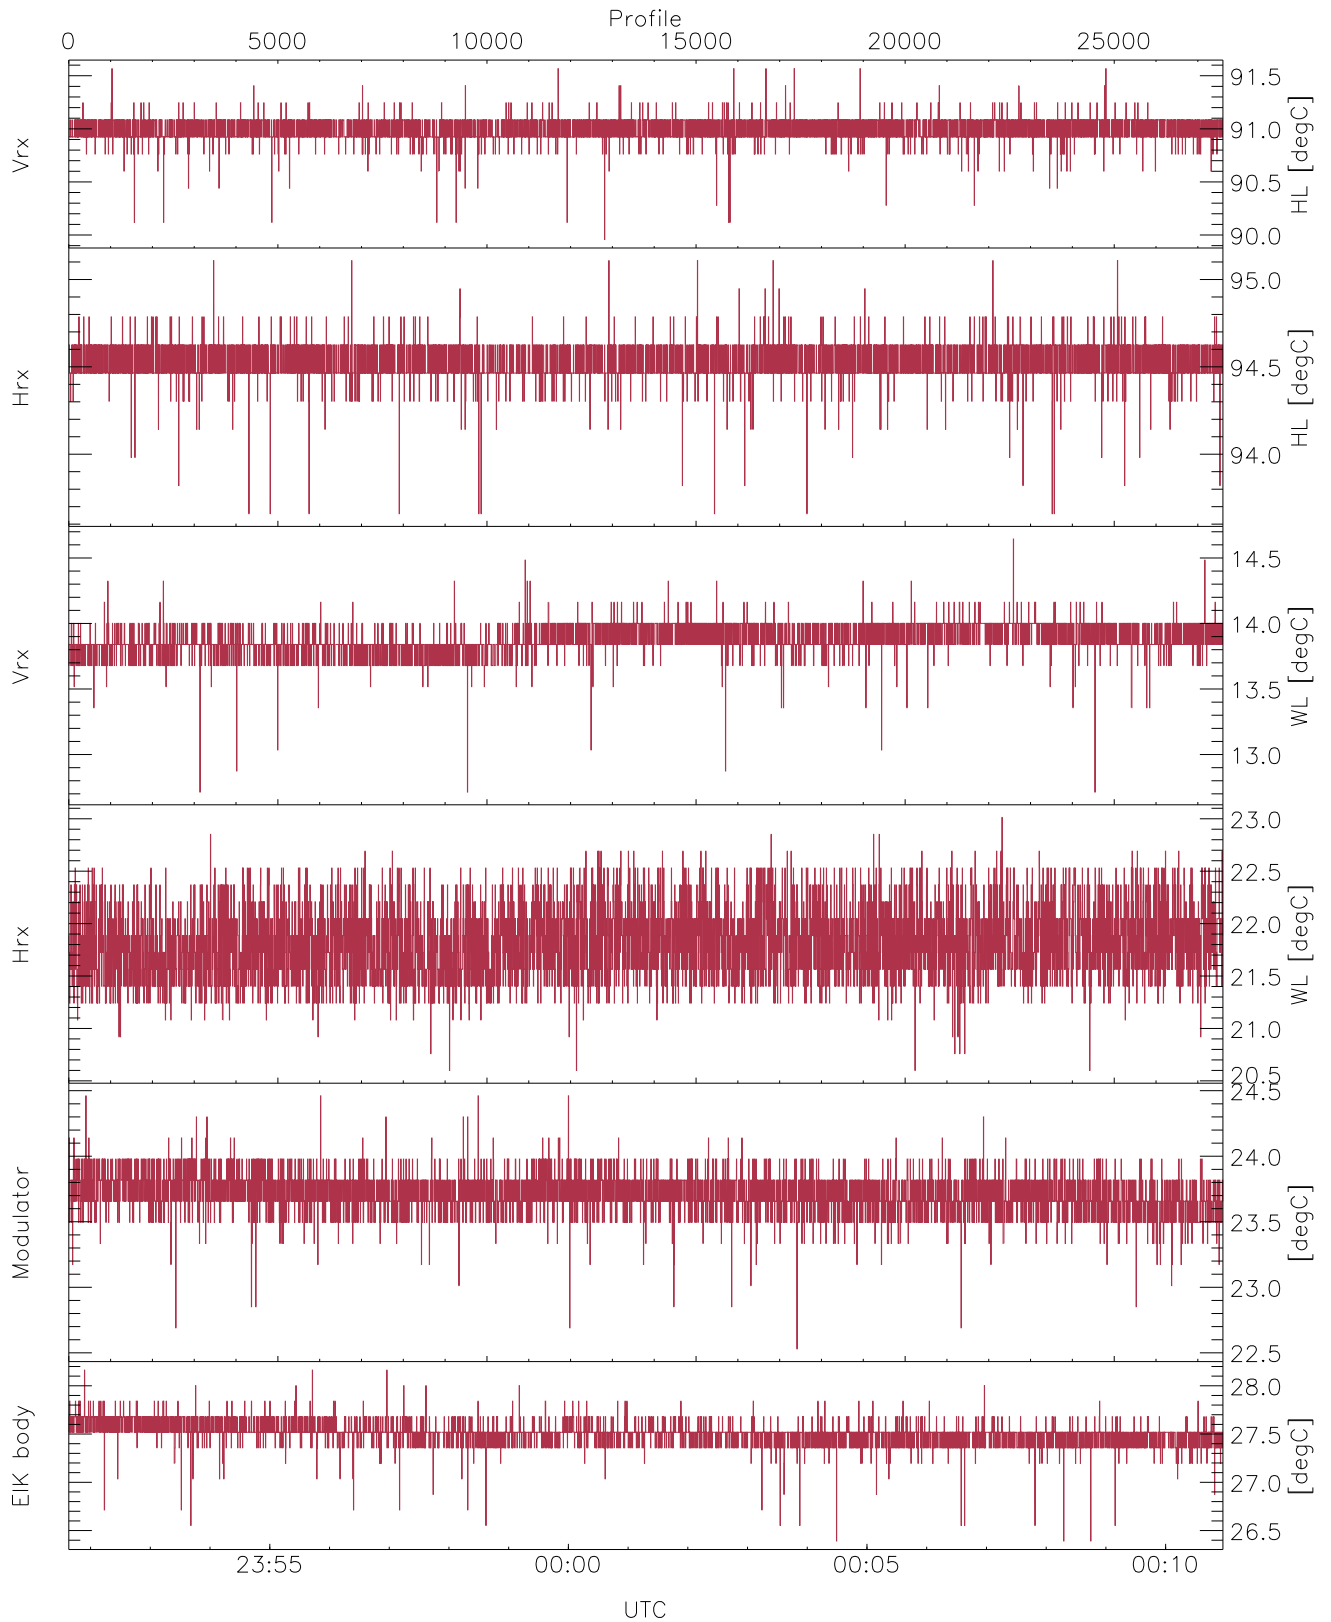 Profile
0 5000 10000 15000 20000 25000
Vrx
91.5
91.0
90.5
90.0
HL [degC]
Hrx
95.0
94.5
94.0
HL [degC]
Vrx
14.5
14.0
13.5
13.0
WL [degC]
Hrx
23.0
22.5
22.0
21.5
21.0
20.5
WL [degC]
Modulator
24.5
24.0
23.5
23.0
22.5
[degC]
EIK body
28.0
27.5
27.0
26.5
[degC]
23:55 00:00 00:05 00:10
UTC